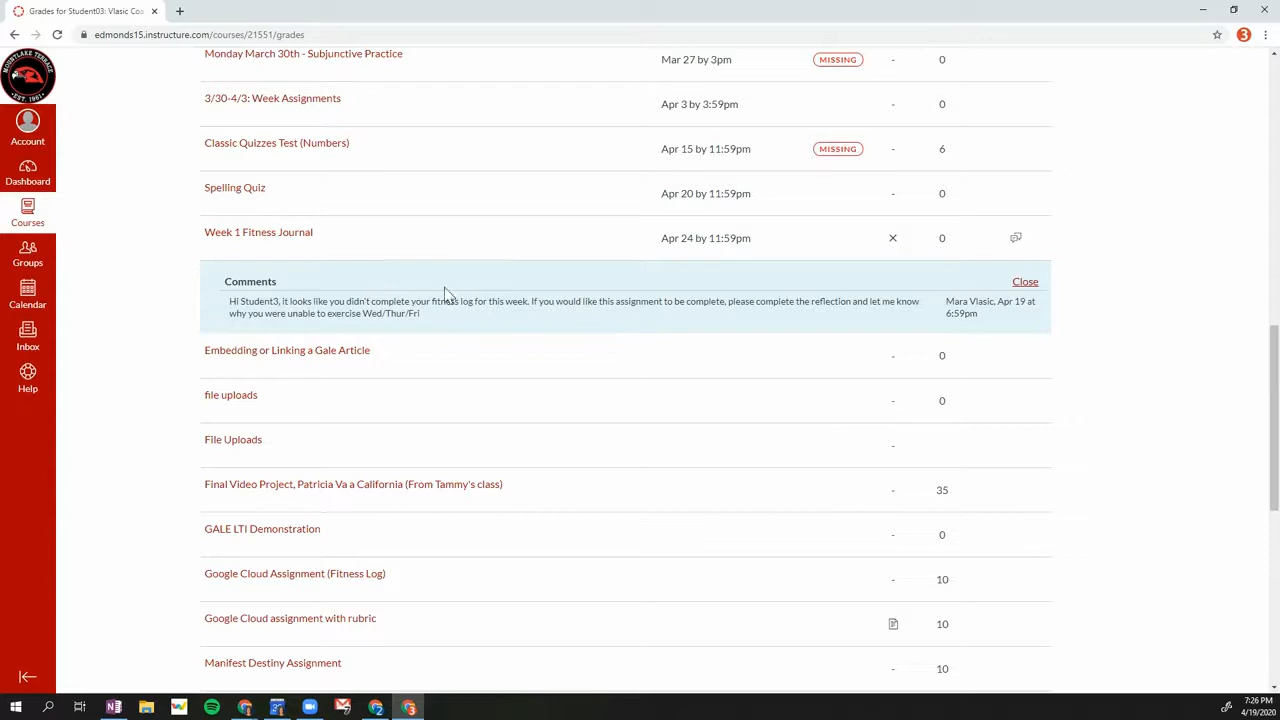 Grades for Student03: Vlasic Coa
edmonds15.instructure.com/courses/21551/grades
3
MOUNTLAKE TERRACE
EST. 1961
Account
Dashboard
Courses
Groups
Calendar
Inbox
Help
Monday March 30th - Subjunctive Practice Mar 27 by 3pm MISSING - 0
3/30-4/3: Week Assignments Apr 3 by 3:59pm - 0
Classic Quizzes Test (Numbers) Apr 15 by 11:59pm MISSING - 6
Spelling Quiz Apr 20 by 11:59pm - 0
Week 1 Fitness Journal Apr 24 by 11:59pm 0
Comments Close
Hi Student3, it looks like you didn't complete your fitness log for this week. If you would like this assignment to be complete, please complete the reflection and let me know Mara Vlasic, Apr 19 at
why you were unable to exercise Wed/Thur/Fri 6:59pm
Embedding or Linking a Gale Article - 0
file uploads - 0
File Uploads -
Final Video Project, Patricia Va a California (From Tammy's class) - 35
GALE LTI Demonstration - 0
Google Cloud Assignment (Fitness Log) - 10
Google Cloud assignment with rubric 10
Manifest Destiny Assignment - 10
7:26 PM
4/19/2020